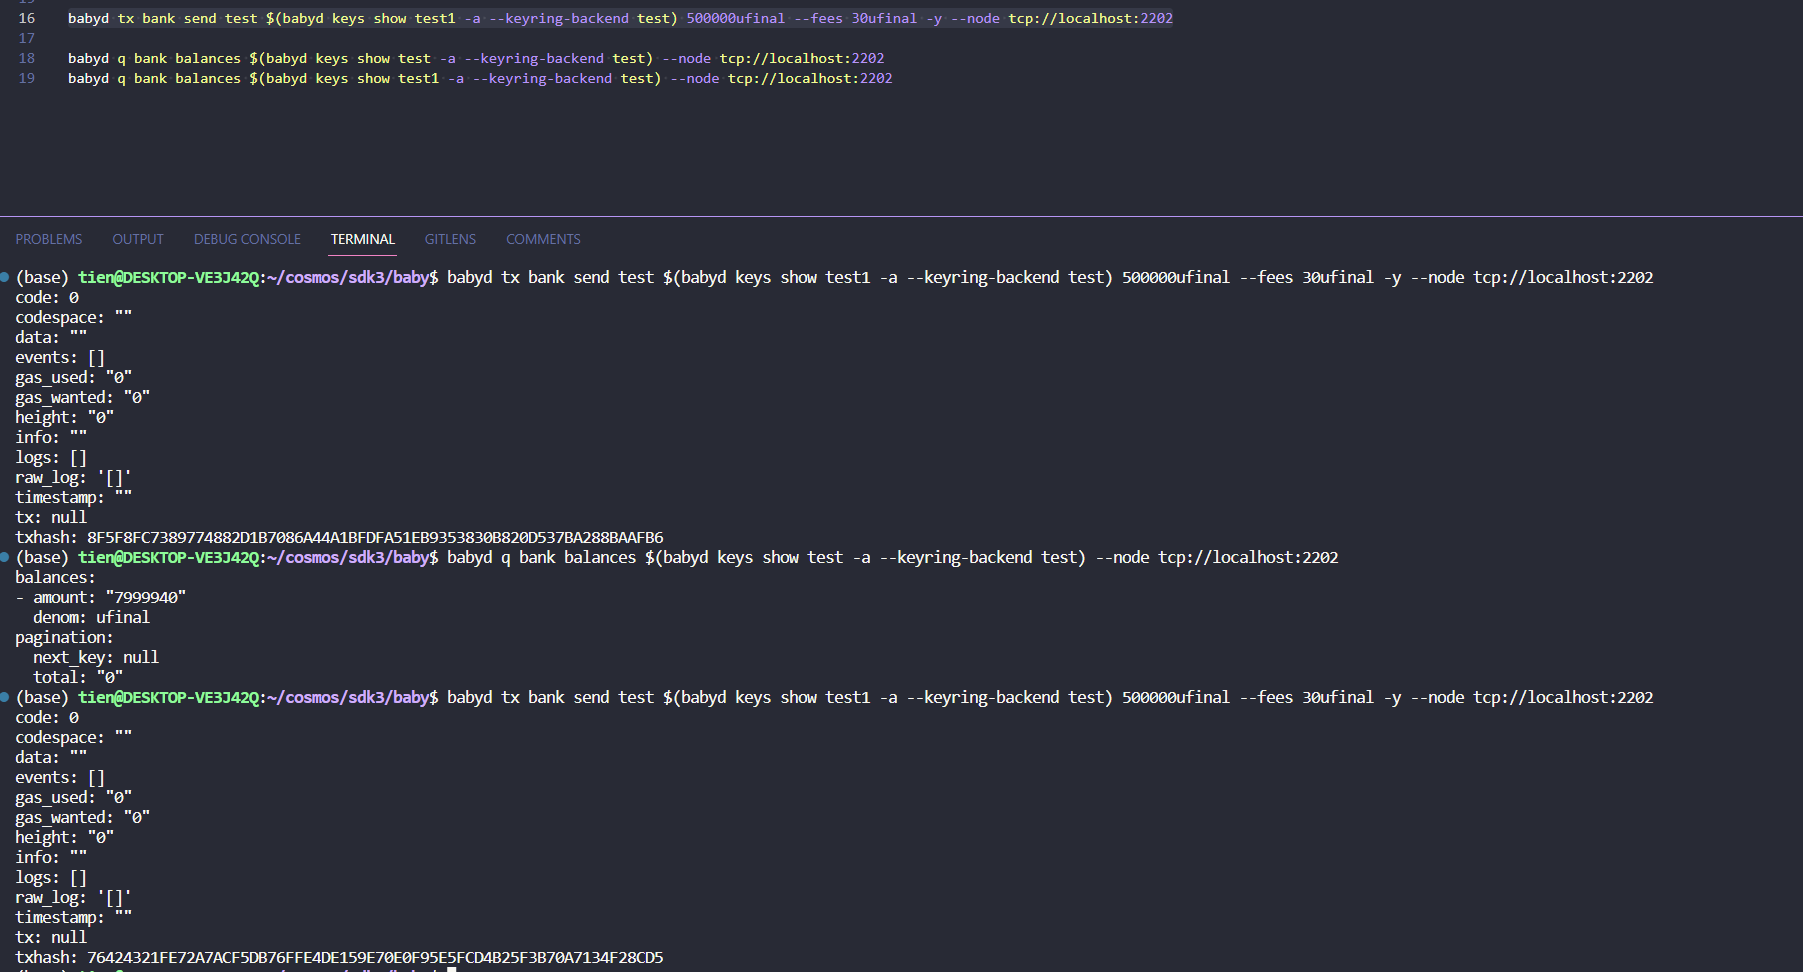 16 babyd tx bank send test $(babyd keys show test1 -a --keyring-backend test) 500000ufinal --fees 30ufinal -y --node tcp://localhost:2202
17
18 babyd q bank balances $(babyd keys show test -a --keyring-backend test) --node tcp://localhost:2202
19 babyd q bank balances $(babyd keys show test1 -a --keyring-backend test) --node tcp://localhost:2202
PROBLEMS OUTPUT DEBUG CONSOLE TERMINAL GITLENS COMMENTS
(base) tien@DESKTOP-VE3J42Q:~/cosmos/sdk3/baby$ babyd tx bank send test $(babyd keys show test1 -a --keyring-backend test) 500000ufinal --fees 30ufinal -y --node tcp://localhost:2202
code: 0
codespace: ""
data: ""
events: []
gas_used: "0"
gas_wanted: "0"
height: "0"
info: ""
logs: []
raw_log: '[]'
timestamp: ""
tx: null
txhash: 8F5F8FC7389774882D1B7086A44A1BFDFA51EB9353830B820D537BA288BAAFB6
(base) tien@DESKTOP-VE3J42Q:~/cosmos/sdk3/baby$ babyd q bank balances $(babyd keys show test -a --keyring-backend test) --node tcp://localhost:2202
balances:
- amount: "7999940"
denom: ufinal
pagination:
next_key: null
total: "0"
(base) tien@DESKTOP-VE3J42Q:~/cosmos/sdk3/baby$ babyd tx bank send test $(babyd keys show test1 -a --keyring-backend test) 500000ufinal --fees 30ufinal -y --node tcp://localhost:2202
code: 0
codespace: ""
data: ""
events: []
gas_used: "0"
gas_wanted: "0"
height: "0"
info: ""
logs: []
raw_log: '[]'
timestamp: ""
tx: null
txhash: 76424321FE72A7ACF5DB76FFE4DE159E70E0F95E5FCD4B25F3B70A7134F28CD5